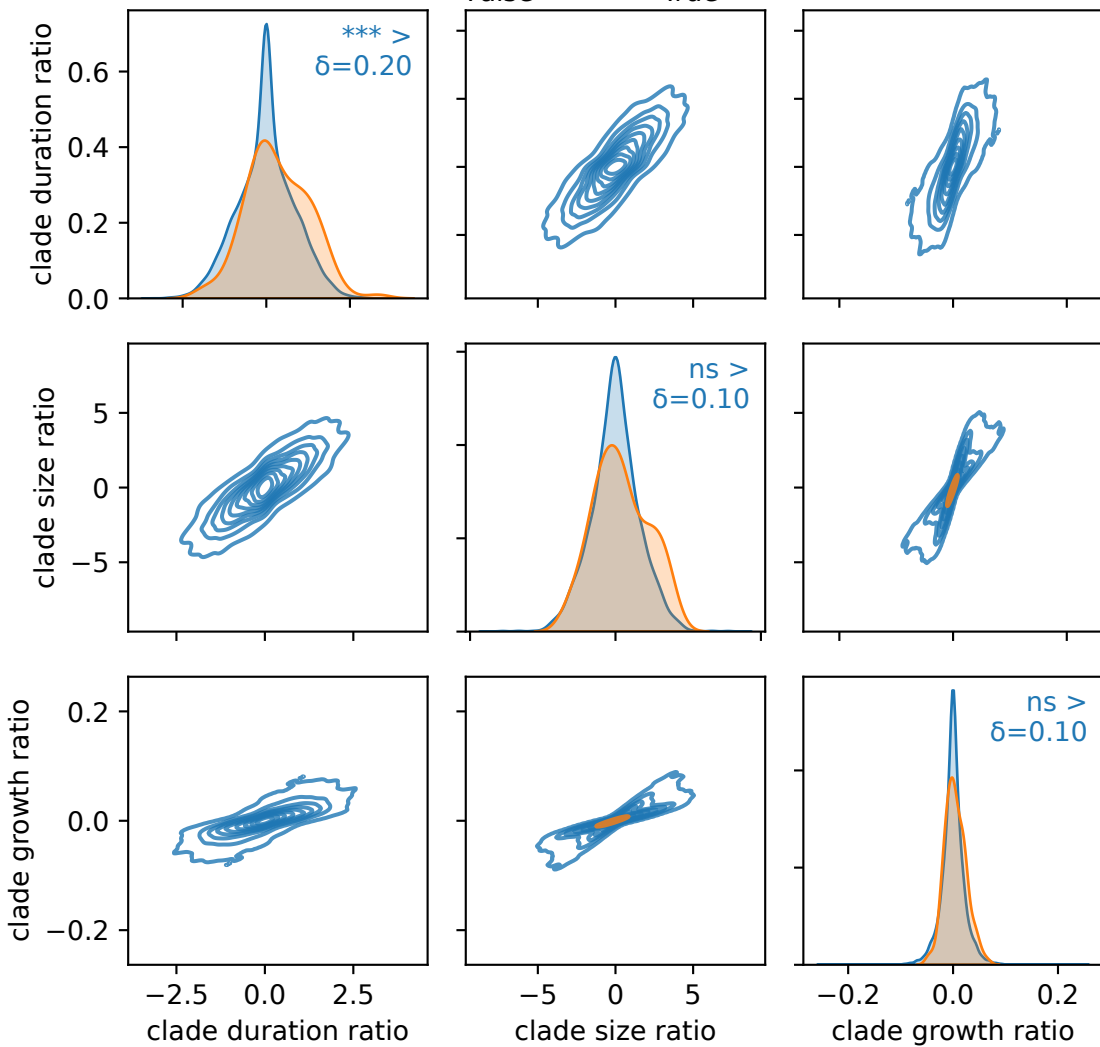 clade duration ratio
0.6
0.4
0.2
0.0
*** >
δ=0.20
clade size ratio
5
0
−5
ns >
δ=0.10
clade growth ratio
0.2
0.0
−0.2
ns >
δ=0.10
−2.5 0.0 2.5
−5 0 5
−0.2 0.0 0.2
clade duration ratio
clade size ratio
clade growth ratio